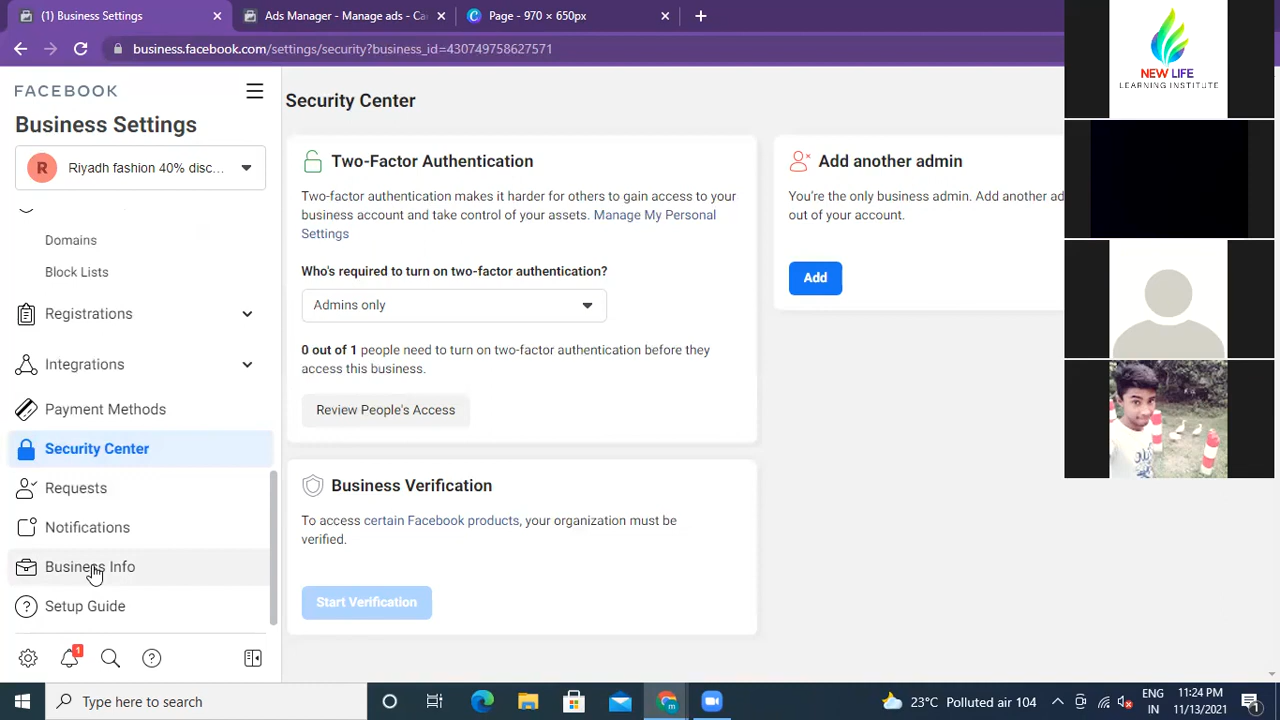 (1) Business Settings
Ads Manager - Manage ads - Ca
Page - 970 × 650px
business.facebook.com/settings/security?business_id=430749758627571
FACEBOOK
Business Settings
R
Riyadh fashion 40% disc...
Domains
Block Lists
Registrations
Integrations
Payment Methods
Security Center
Requests
Notifications
Business Info
Setup Guide
1
Security Center
Two-Factor Authentication
Two-factor authentication makes it harder for others to gain access to your
business account and take control of your assets. Manage My Personal
Settings
Who's required to turn on two-factor authentication?
Admins only
0 out of 1 people need to turn on two-factor authentication before they
access this business.
Review People's Access
Business Verification
To access certain Facebook products, your organization must be
verified.
Start Verification
Add another admin
You're the only business admin. Add another ad
out of your account.
Add
NEW LIFE
LEARNING INSTITUTE
Type here to search
23°C Polluted air 104
ENG
IN
11:24 PM
11/13/2021
1